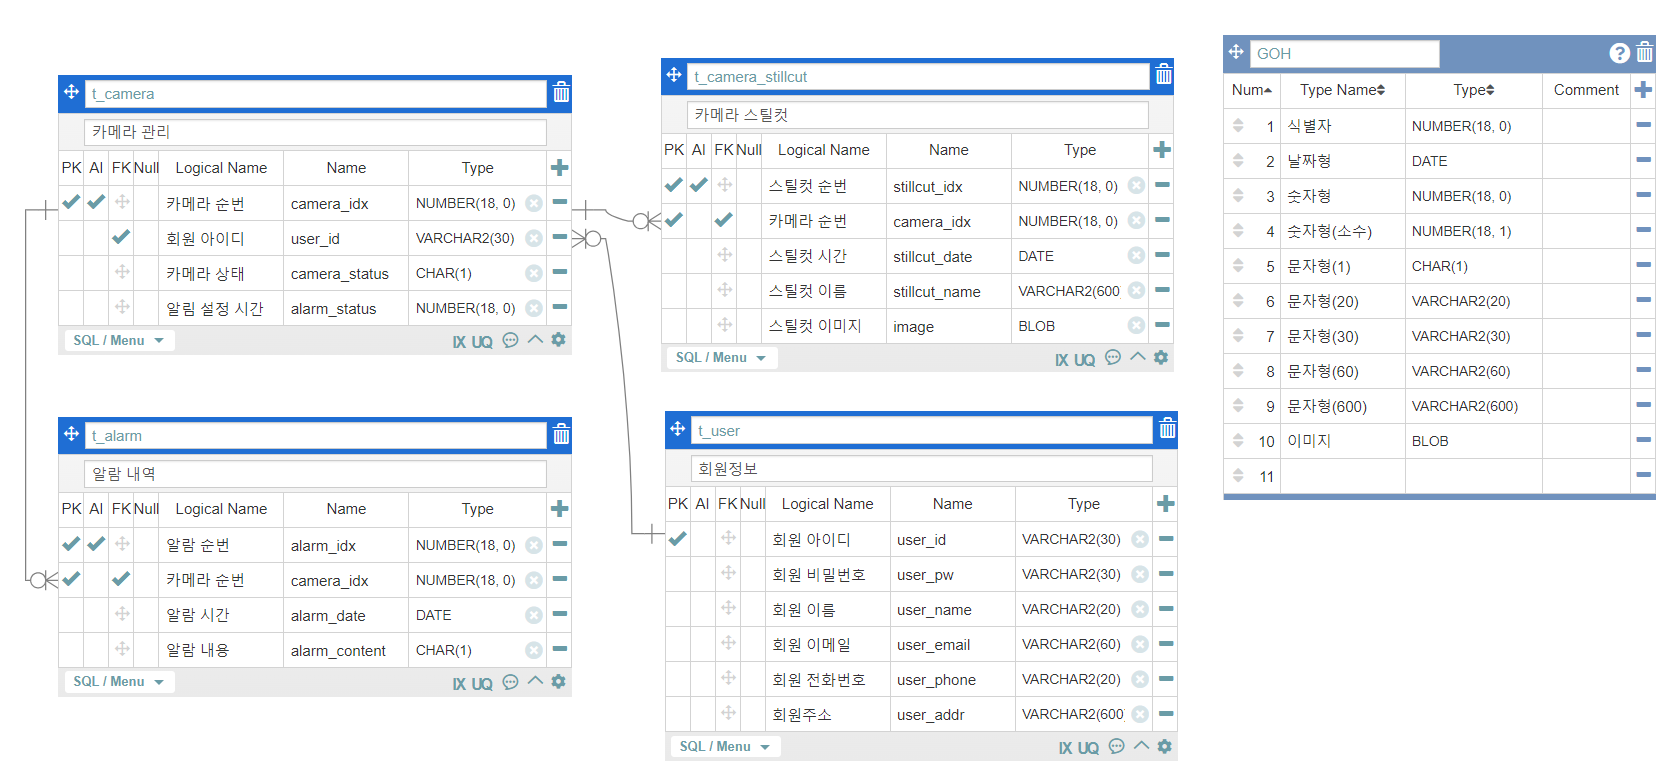 t_camera
카메라 관리
PK AI FK Null Logical Name Name Type
카메라 순번 camera_idx NUMBER(18, 0)
회원 아이디 user_id VARCHAR2(30)
카메라 상태 camera_status CHAR(1)
알림 설정 시간 alarm_status NUMBER(18, 0)
SQL / Menu IX UQ
t_alarm
알람 내역
PK AI FK Null Logical Name Name Type
알람 순번 alarm_idx NUMBER(18, 0)
카메라 순번 camera_idx NUMBER(18, 0)
알람 시간 alarm_date DATE
알람 내용 alarm_content CHAR(1)
SQL / Menu IX UQ
t_camera_stillcut
카메라 스틸컷
PK AI FK Null Logical Name Name Type
스틸컷 순번 stillcut_idx NUMBER(18, 0)
카메라 순번 camera_idx NUMBER(18, 0)
스틸컷 시간 stillcut_date DATE
스틸컷 이름 stillcut_name VARCHAR2(600)
스틸컷 이미지 image BLOB
SQL / Menu IX UQ
t_user
회원정보
PK AI FK Null Logical Name Name Type
회원 아이디 user_id VARCHAR2(30)
회원 비밀번호 user_pw VARCHAR2(30)
회원 이름 user_name VARCHAR2(20)
회원 이메일 user_email VARCHAR2(60)
회원 전화번호 user_phone VARCHAR2(20)
회원주소 user_addr VARCHAR2(600)
SQL / Menu IX UQ
GOH
Num Type Name Type Comment
1 식별자 NUMBER(18, 0)
2 날짜형 DATE
3 숫자형 NUMBER(18, 0)
4 숫자형(소수) NUMBER(18, 1)
5 문자형(1) CHAR(1)
6 문자형(20) VARCHAR2(20)
7 문자형(30) VARCHAR2(30)
8 문자형(60) VARCHAR2(60)
9 문자형(600) VARCHAR2(600)
10 이미지 BLOB
11